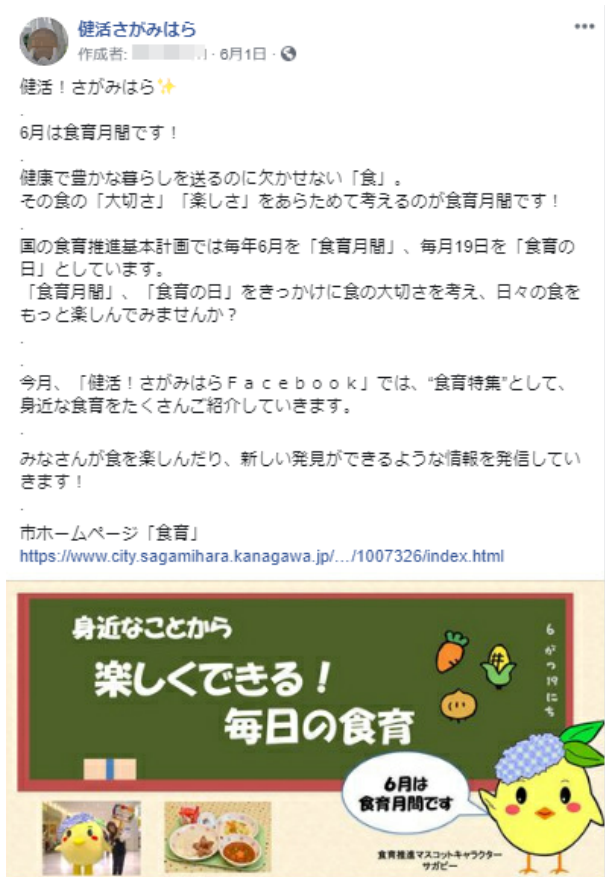 健活さがみはら
作成者: ・6月1日・
健活！さがみはら✨
.
6月は食育月間です！
.
健康で豊かな暮らしを送るのに欠かせない「食」。
その食の「大切さ」「楽しさ」をあらためて考えるのが食育月間です！
.
国の食育推進基本計画では毎年6月を「食育月間」、毎月19日を「食育の
日」としています。
「食育月間」、「食育の日」をきっかけに食の大切さを考え、日々の食を
もっと楽しんでみませんか？
.
.
今月、「健活！さがみはらＦａｃｅｂｏｏｋ」では、“食育特集”として、
身近な食育をたくさんご紹介していきます。
.
みなさんが食を楽しんだり、新しい発見ができるような情報を発信してい
きます！
.
市ホームページ「食育」
https://www.city.sagamihara.kanagawa.jp/…/1007326/index.html
身近なことから
楽しくできる！
毎日の食育
6がつ19にち
6月は
食育月間です
食育推進マスコットキャラクター
サガピー